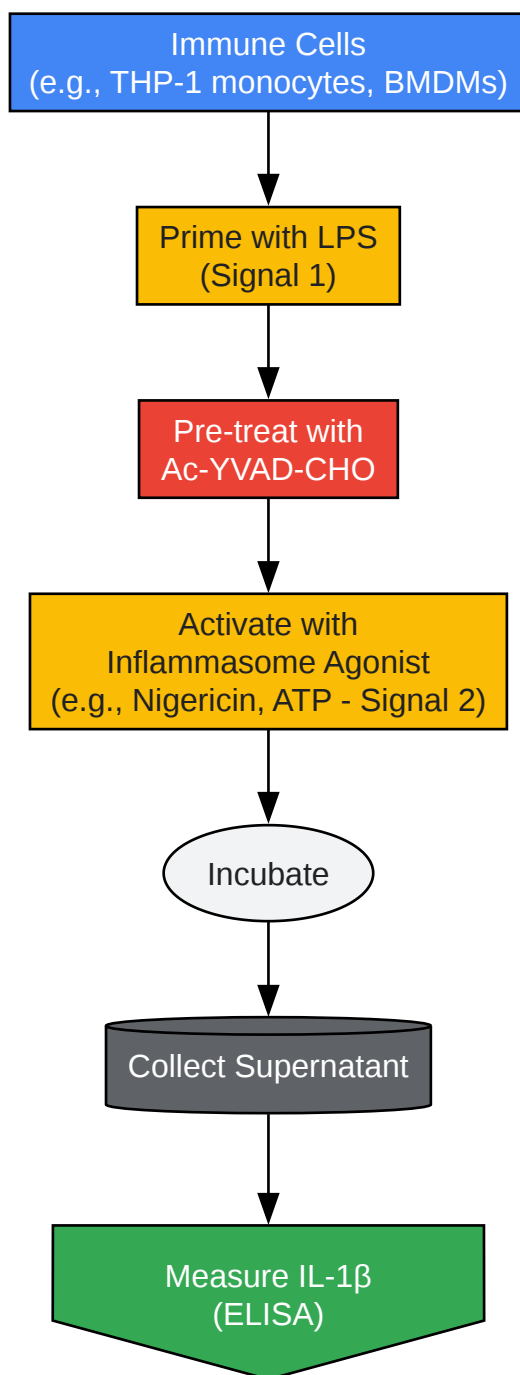 Immune Cells
(e.g., THP-1 monocytes, BMDMs)
Prime with LPS
(Signal 1)
Pre-treat with
Ac-YVAD-CHO
Activate with
Inflammasome Agonist
(e.g., Nigericin, ATP - Signal 2)
Incubate
Collect Supernatant
Measure IL-1β
(ELISA)